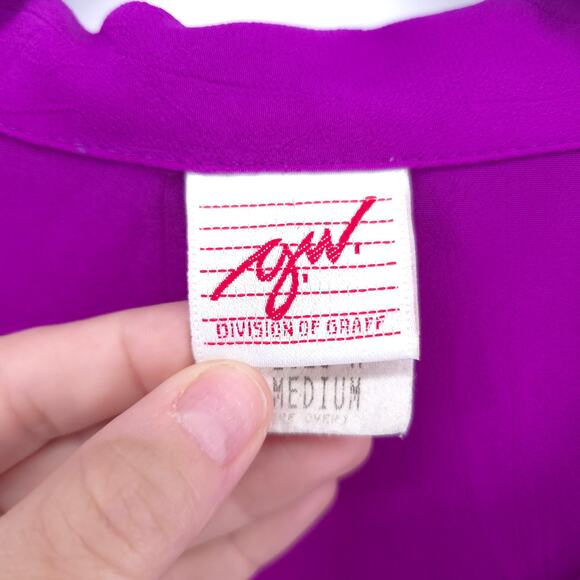 g.w.
DIVISION OF GRAFF
MEDIUM